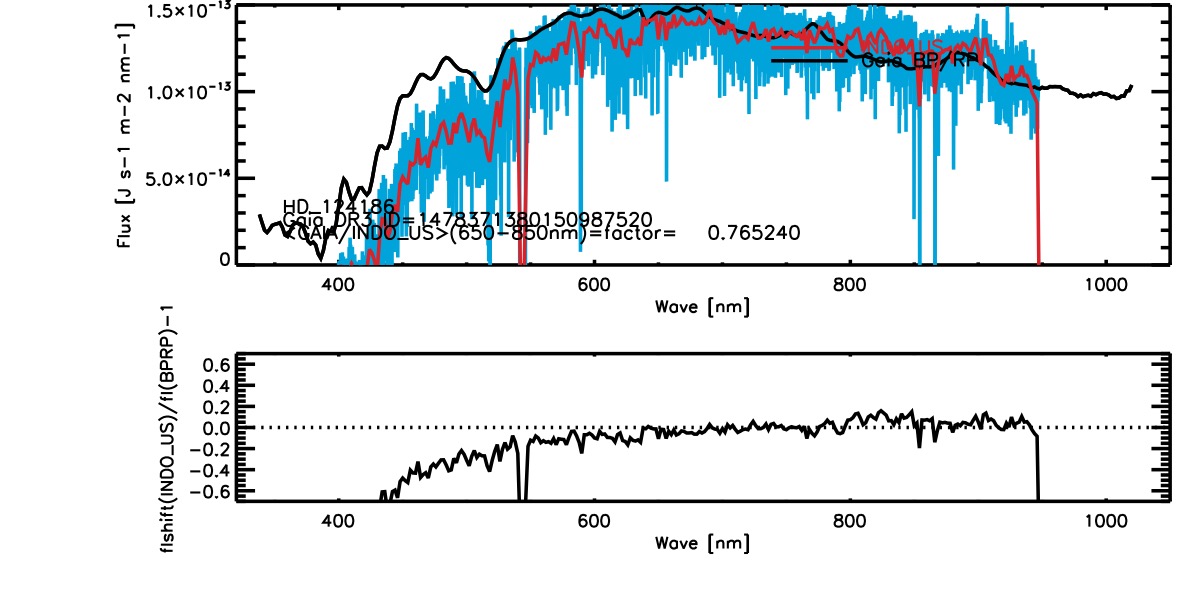 1.5×10−13
1.0×10−13
5.0×10−14
0
Flux [J s−1 m−2 nm−1]
INDO_US
Gaia BP/RP
HD_124186
Gaia DR3 ID=1478371380150987520
<GAIA/INDO_US>(650−850nm)=factor= 0.765240
400 600 800 1000
Wave [nm]
flshift(INDO_US)/fl(BPRP)−1
0.6
0.4
0.2
0.0
−0.2
−0.4
−0.6
400 600 800 1000
Wave [nm]